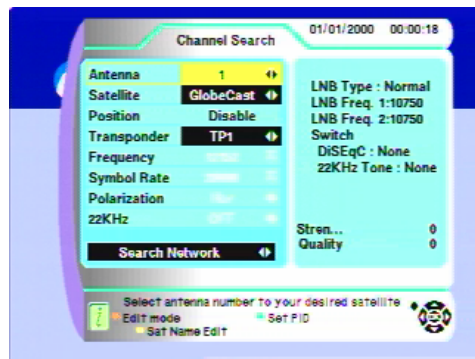 Channel Search
01/01/2000 00:00:18
Antenna 1
Satellite GlobeCast
Position Disable
Transponder TP1
Frequency
Symbol Rate
Polarization
22KHz
Search Network
LNB Type : Normal
LNB Freq. 1:10750
LNB Freq. 2:10750
Switch
DiSEqC : None
22KHz Tone : None
Stren... 0
Quality 0
Select antenna number to your desired satellite
Edit mode Set PID
Sat Name Edit